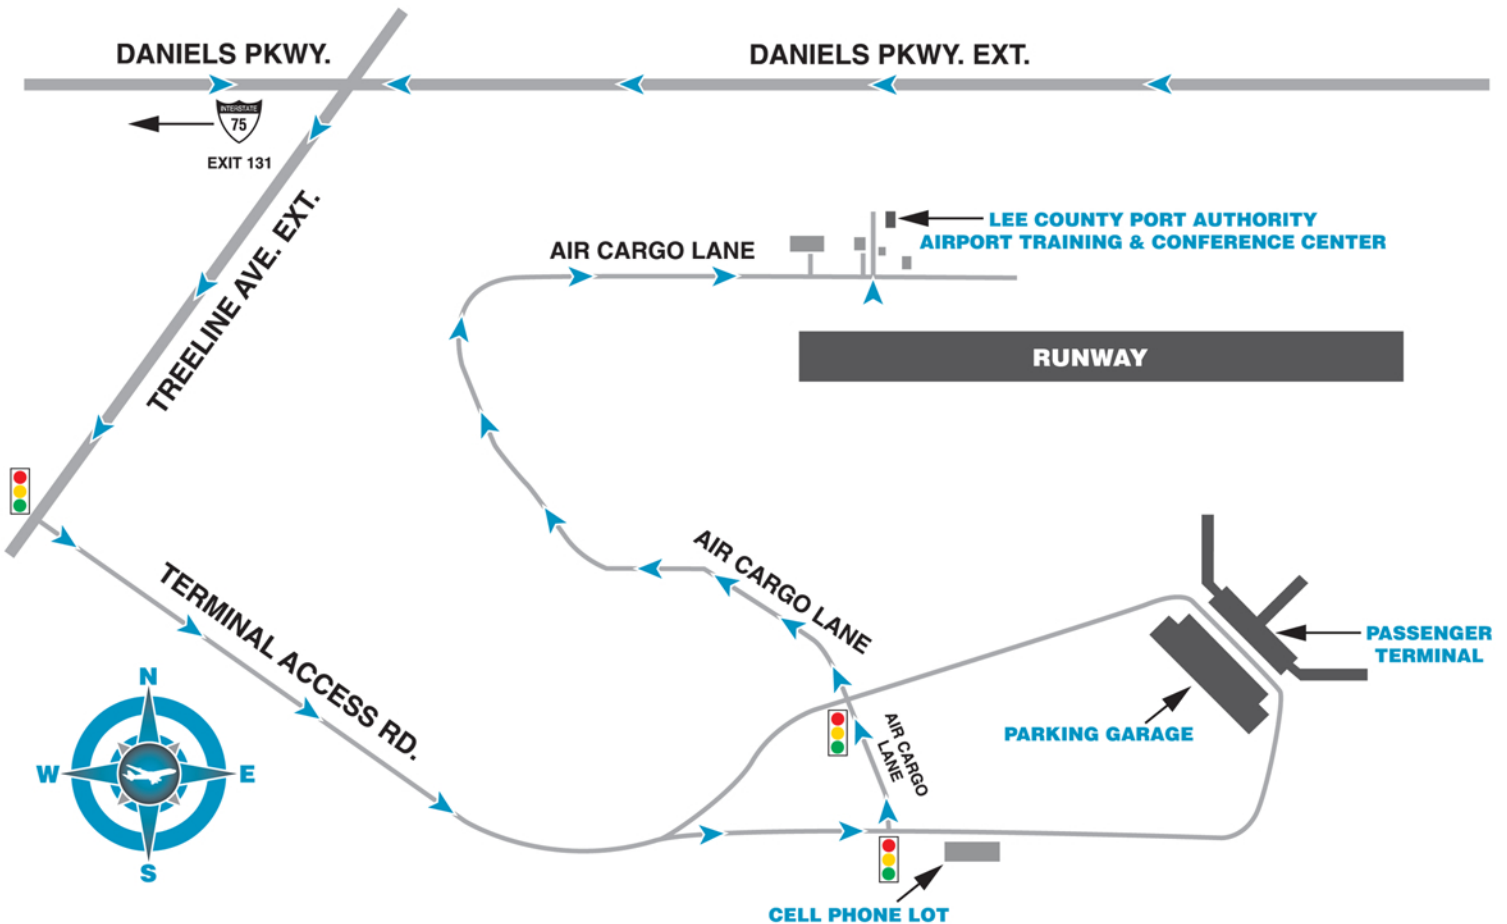 DANIELS PKWY.
DANIELS PKWY. EXT.
INTERSTATE
75
EXIT 131
TREELINE AVE. EXT.
AIR CARGO LANE
LEE COUNTY PORT AUTHORITY
AIRPORT TRAINING & CONFERENCE CENTER
RUNWAY
AIR CARGO LANE
TERMINAL ACCESS RD.
PASSENGER
TERMINAL
N
W
E
S
AIR CARGO
LANE
PARKING GARAGE
CELL PHONE LOT